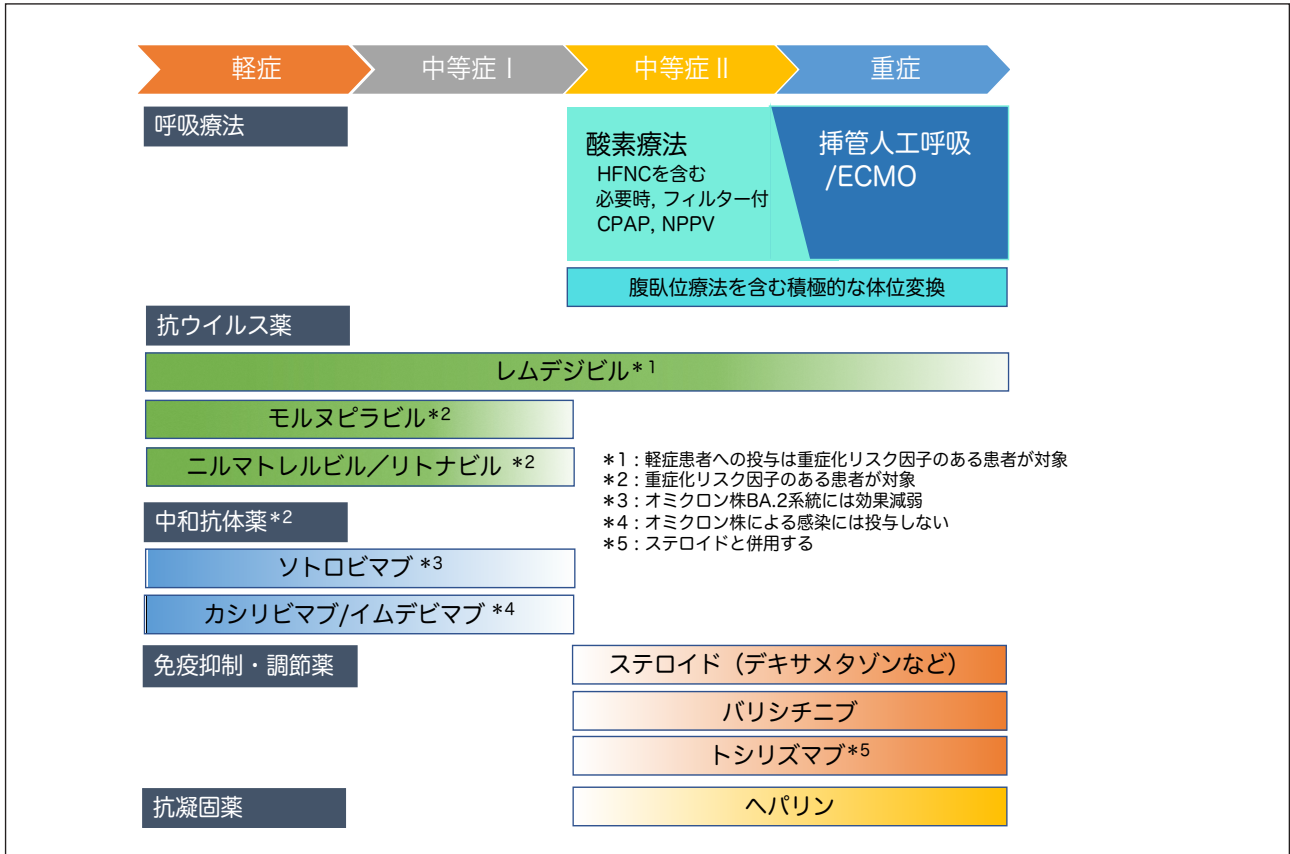 軽症
中等症Ⅰ
中等症Ⅱ
重症
呼吸療法
酸素療法
HFNCを含む
必要時, フィルター付
CPAP, NPPV
挿管人工呼吸
/ECMO
腹臥位療法を含む積極的な体位変換
抗ウイルス薬
レムデジビル*1
モルヌピラビル*2
ニルマトレルビル／リトナビル *2
*1：軽症患者への投与は重症化リスク因子のある患者が対象
*2：重症化リスク因子のある患者が対象
*3：オミクロン株BA.2系統には効果減弱
*4：オミクロン株による感染には投与しない
*5：ステロイドと併用する
中和抗体薬*2
ソトロビマブ *3
カシリビマブ/イムデビマブ *4
免疫抑制・調節薬
ステロイド（デキサメタゾンなど）
バリシチニブ
トシリズマブ*5
抗凝固薬
ヘパリン